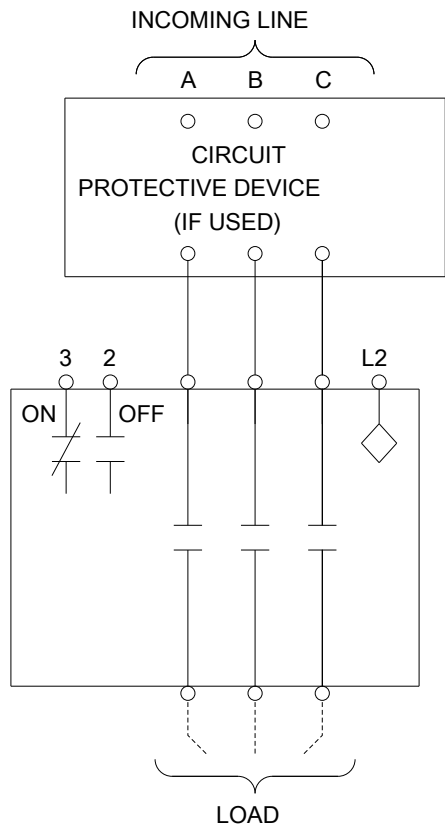 INCOMING LINE
A B C
CIRCUIT
PROTECTIVE DEVICE
(IF USED)
3 2 L2
ON OFF
LOAD